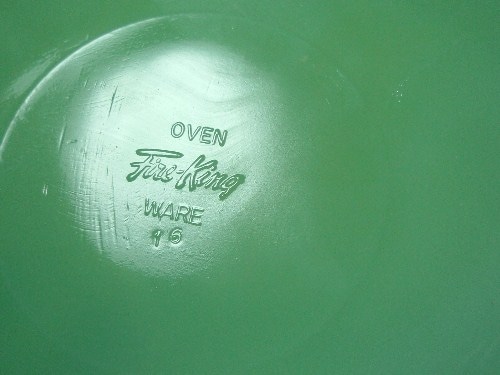 OVEN
Fire-King
WARE
16